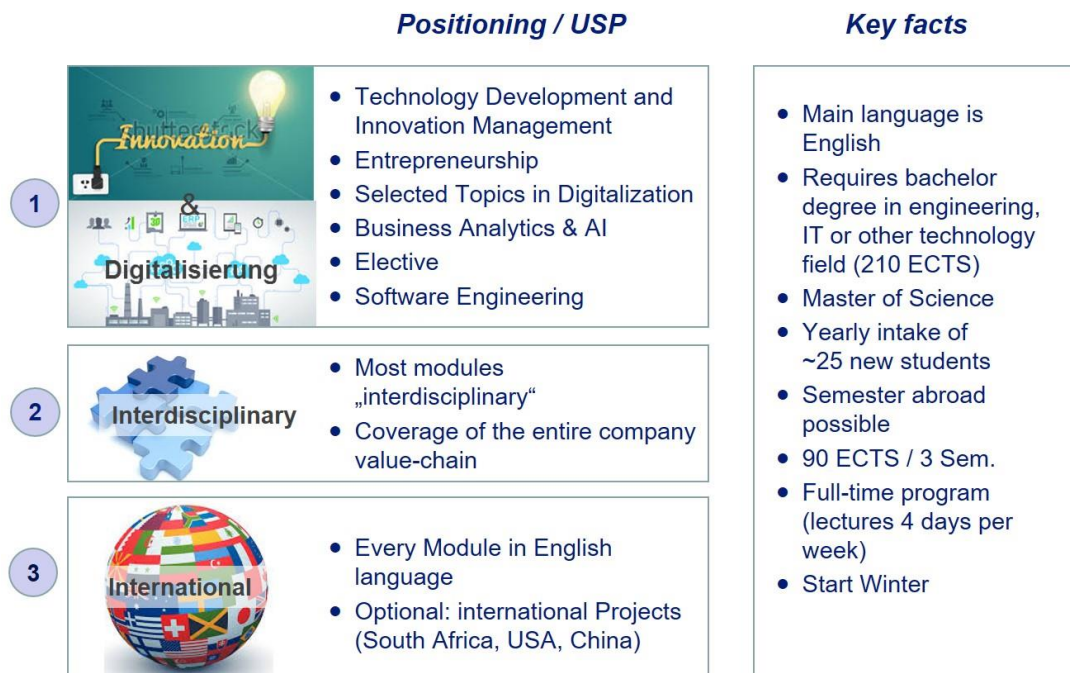 Positioning / USP
Key facts
1
Innovation
&
ERP
Digitalisierung
• Technology Development and
Innovation Management
• Entrepreneurship
• Selected Topics in Digitalization
• Business Analytics & AI
• Elective
• Software Engineering
2
Interdisciplinary
• Most modules
„interdisciplinary“
• Coverage of the entire company
value-chain
3
International
• Every Module in English
language
• Optional: international Projects
(South Africa, USA, China)
• Main language is
English
• Requires bachelor
degree in engineering,
IT or other technology
field (210 ECTS)
• Master of Science
• Yearly intake of
~25 new students
• Semester abroad
possible
• 90 ECTS / 3 Sem.
• Full-time program
(lectures 4 days per
week)
• Start Winter